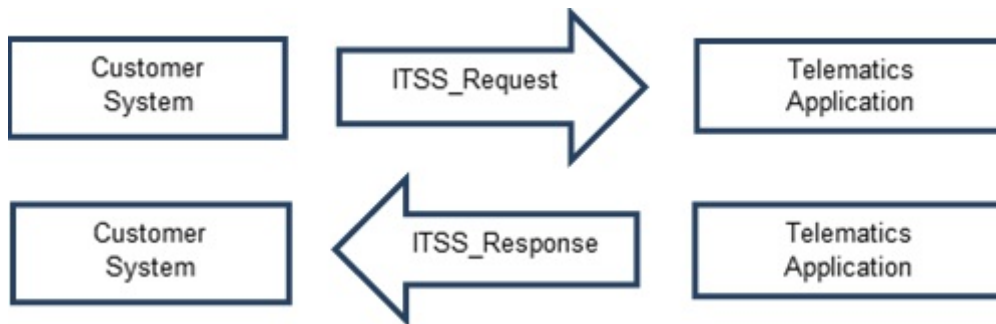 Customer
System
ITSS_Request
Telematics
Application
Customer
System
ITSS_Response
Telematics
Application